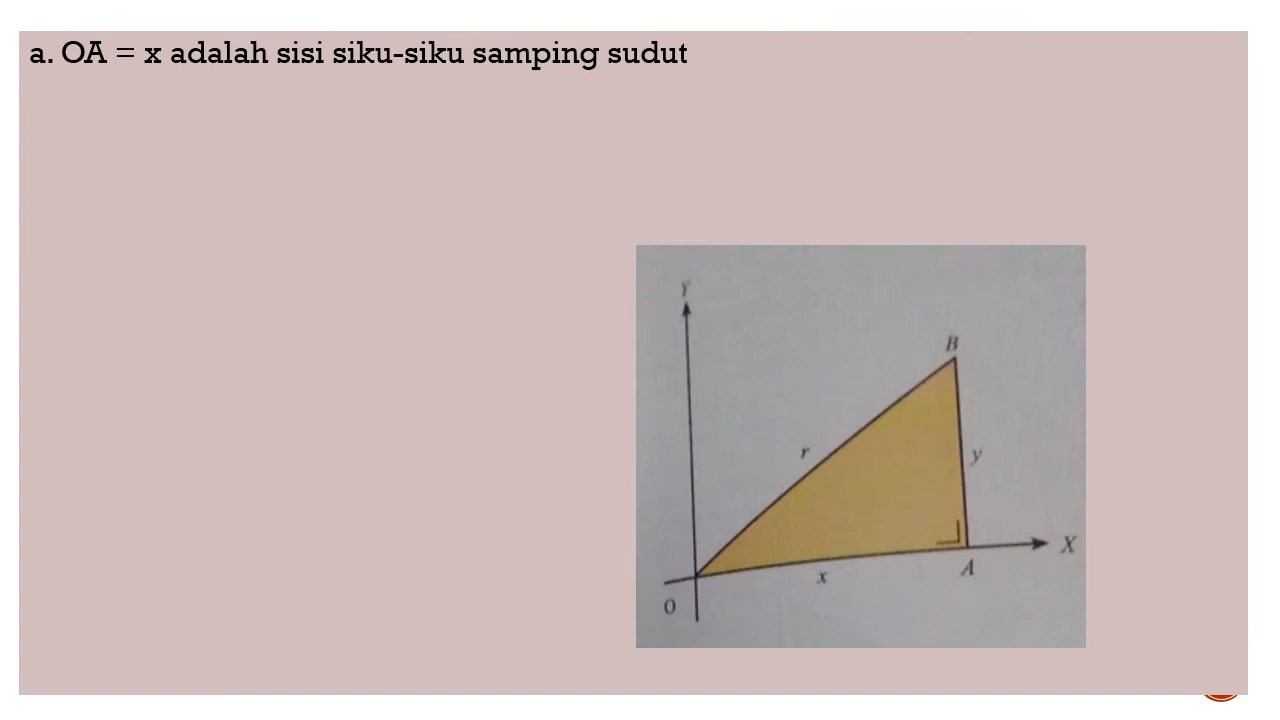 a. OA = x adalah sisi siku-siku samping sudut
Y
B
r
y
X
x
A
0